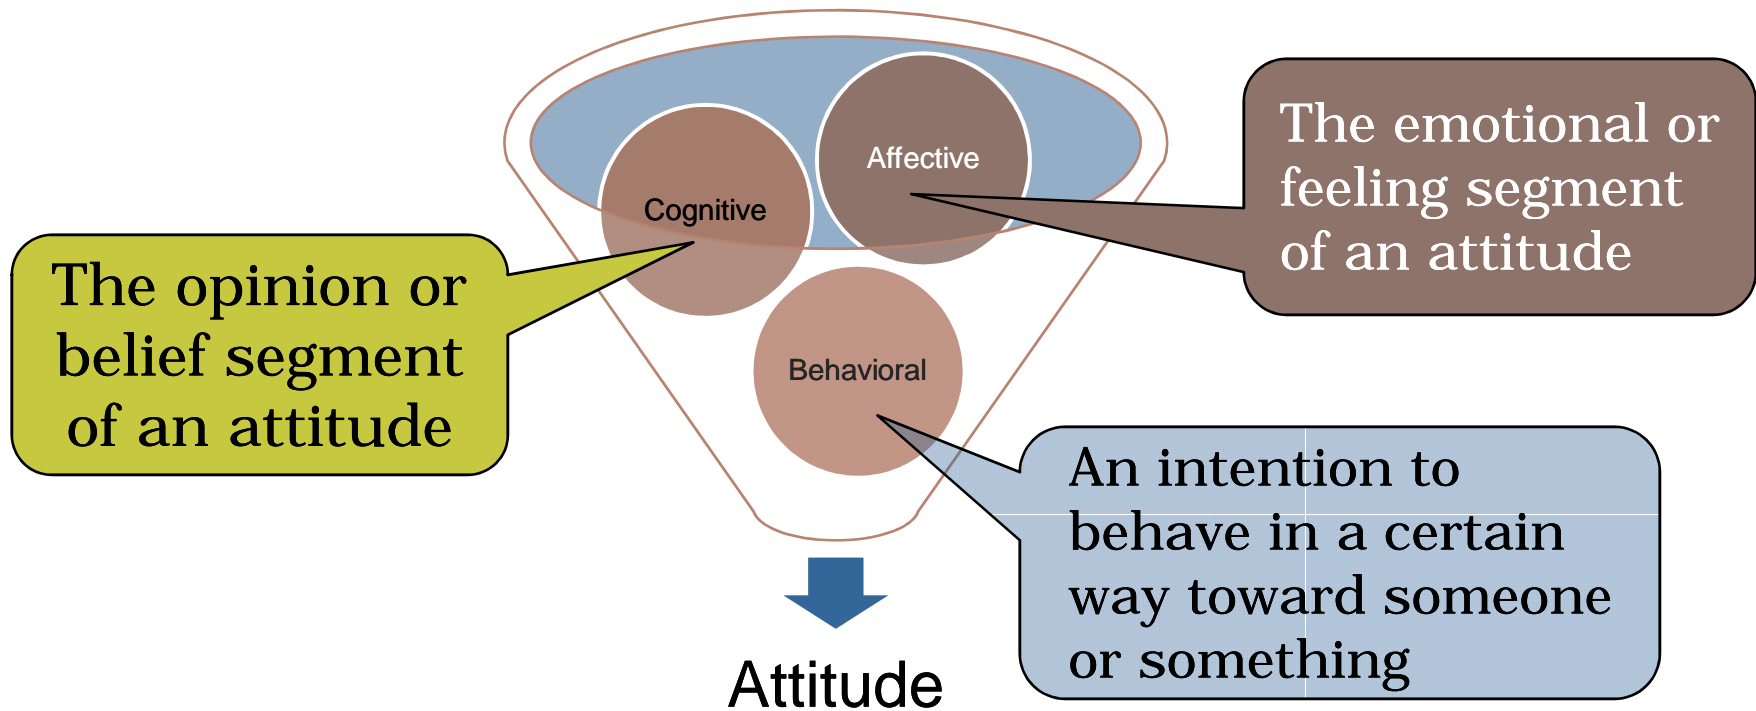 Affective
The emotional or
feeling segment
of an attitude
Cognitive
The opinion or
belief segment
of an attitude
Behavioral
An intention to
behave in a certain
way toward someone
or something
Attitude